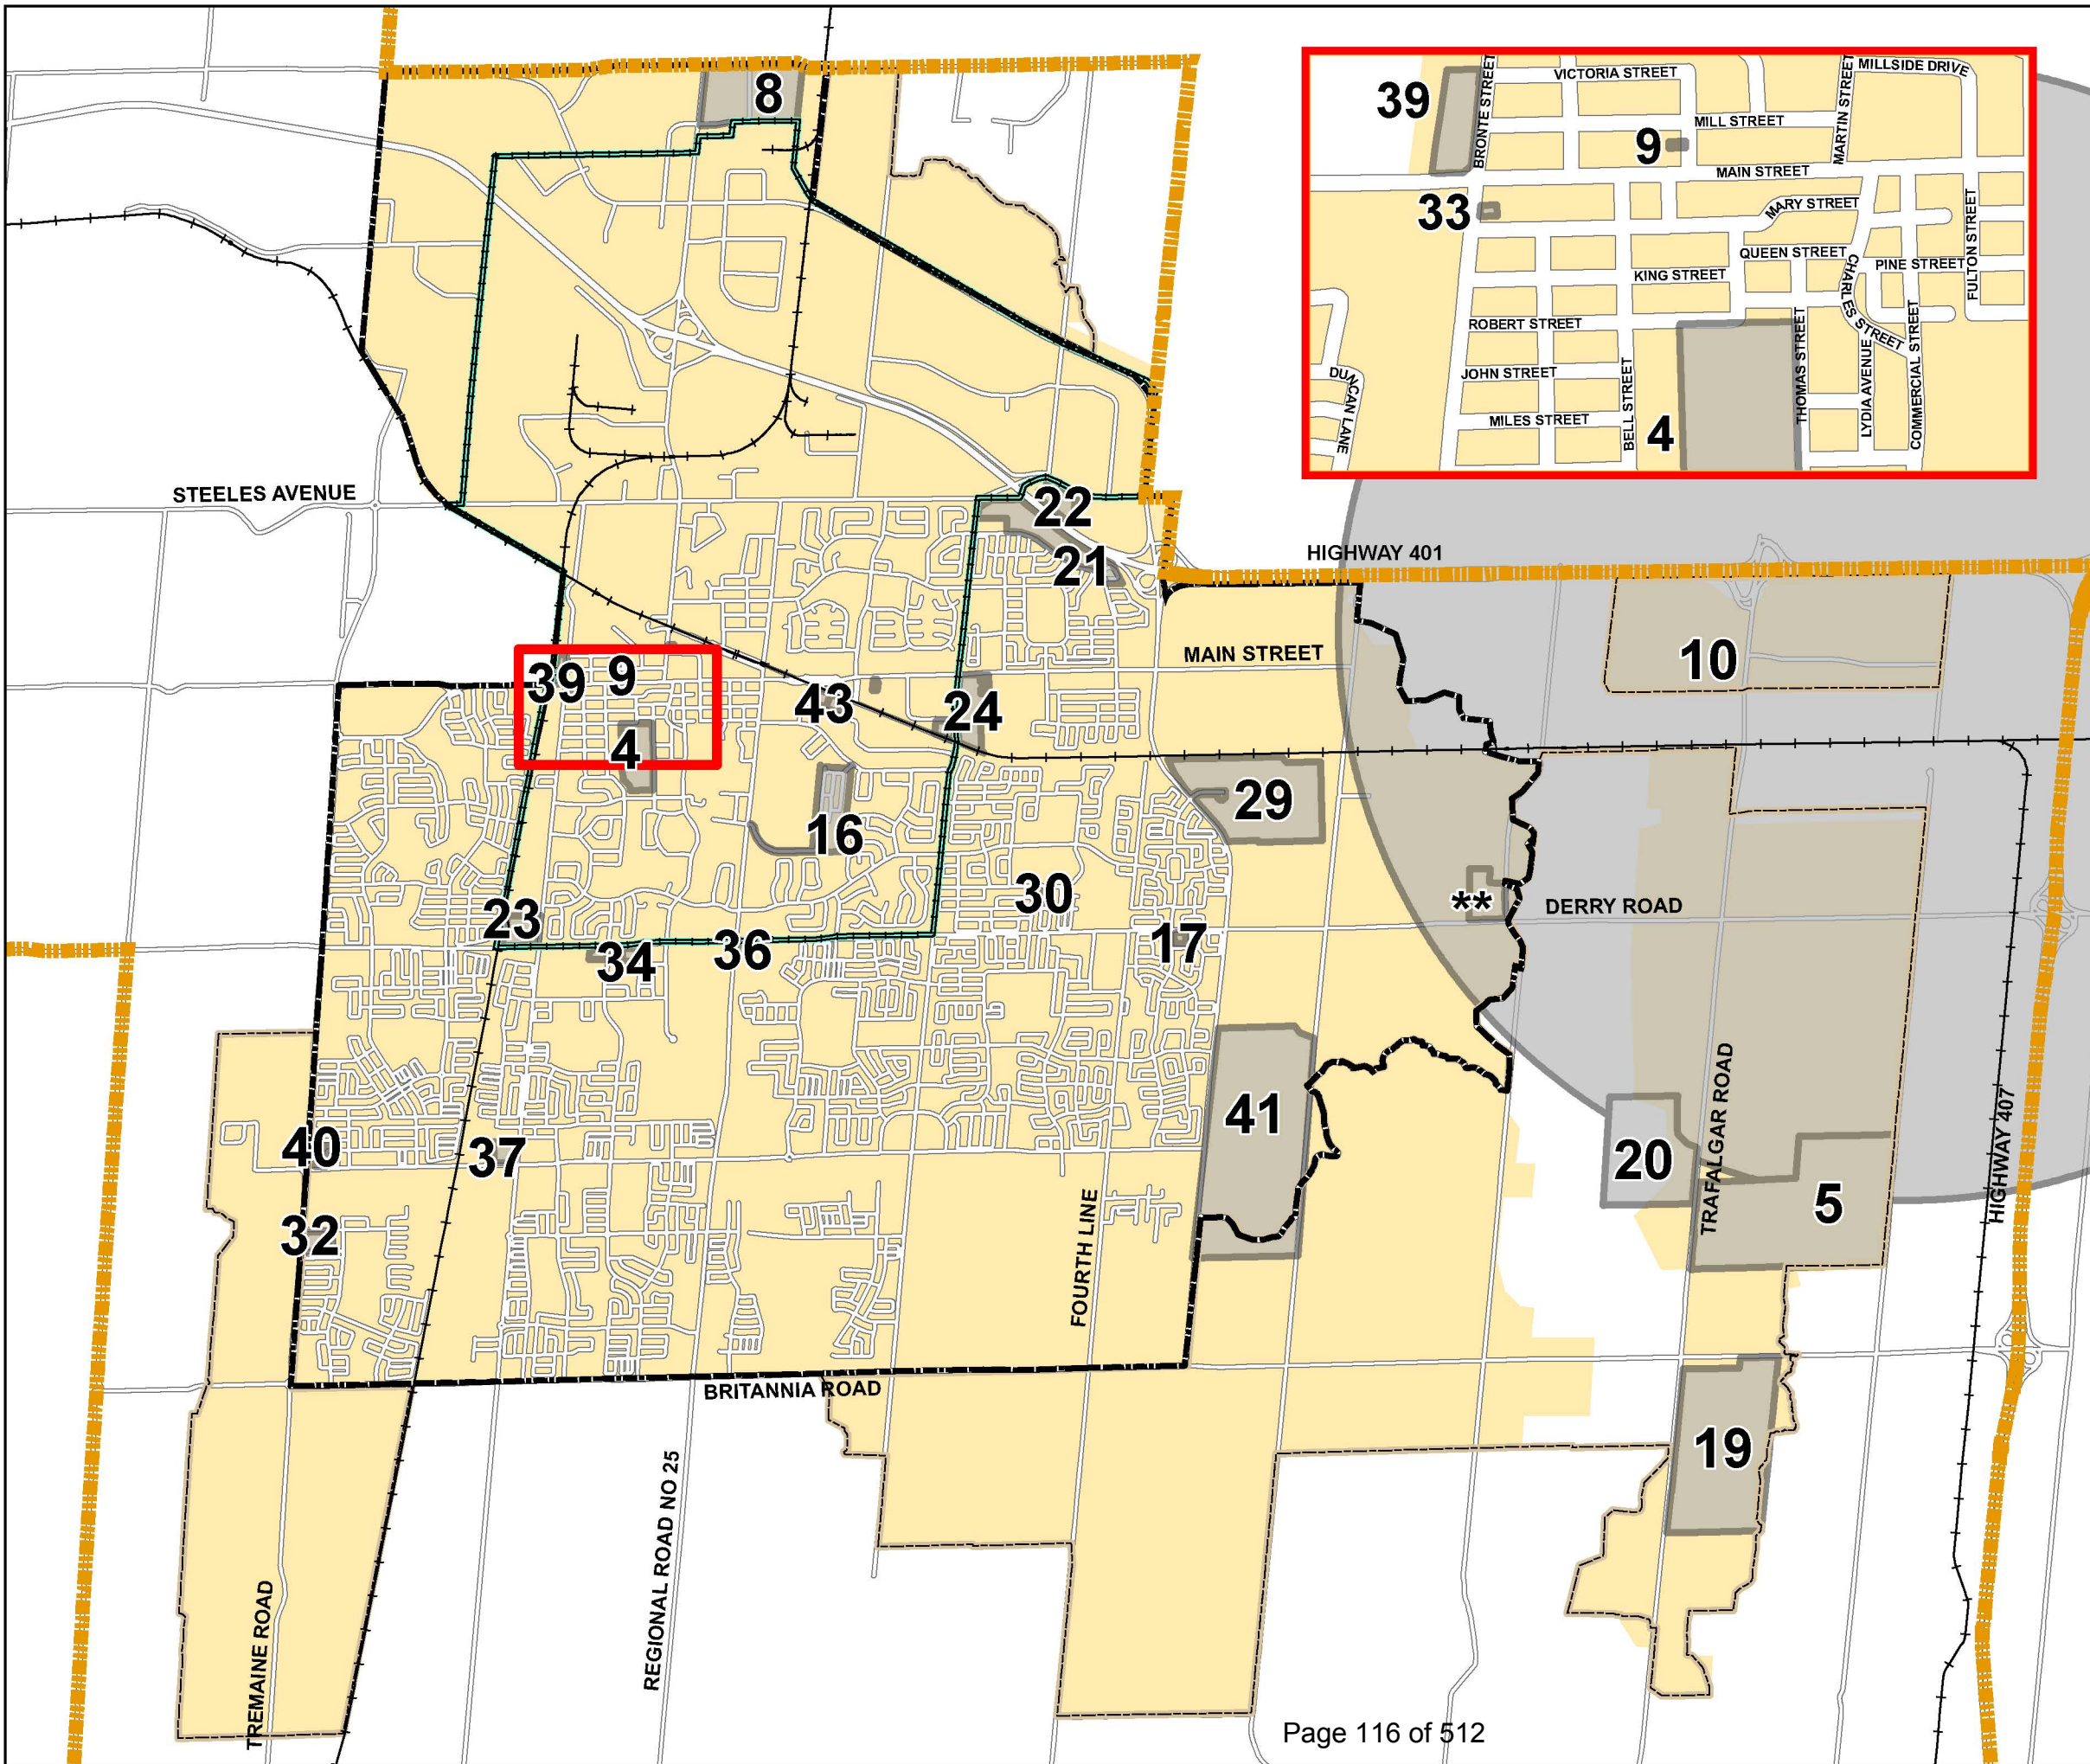 8
39
BRONTE STREET
VICTORIA STREET
MARTIN STREET
MILLSIDE DRIVE
MILL STREET
9
MAIN STREET
33
MARY STREET
FULTON STREET
QUEEN STREET
CHARLES STREET
PINE STREET
KING STREET
ROBERT STREET
THOMAS STREET
LYDIA AVENUE
COMMERCIAL STREET
DUNCAN LANE
JOHN STREET
BELL STREET
MILES STREET
4
STEELES AVENUE
22
HIGHWAY 401
21
MAIN STREET
10
39
9
43
24
4
29
16
30
**
DERRY ROAD
23
34
36
17
41
TRAFALGAR ROAD
HIGHWAY 407
40
37
20
5
32
FOURTH LINE
BRITANNIA ROAD
19
REGIONAL ROAD NO 25
TREMAINE ROAD
Page 116 of 512